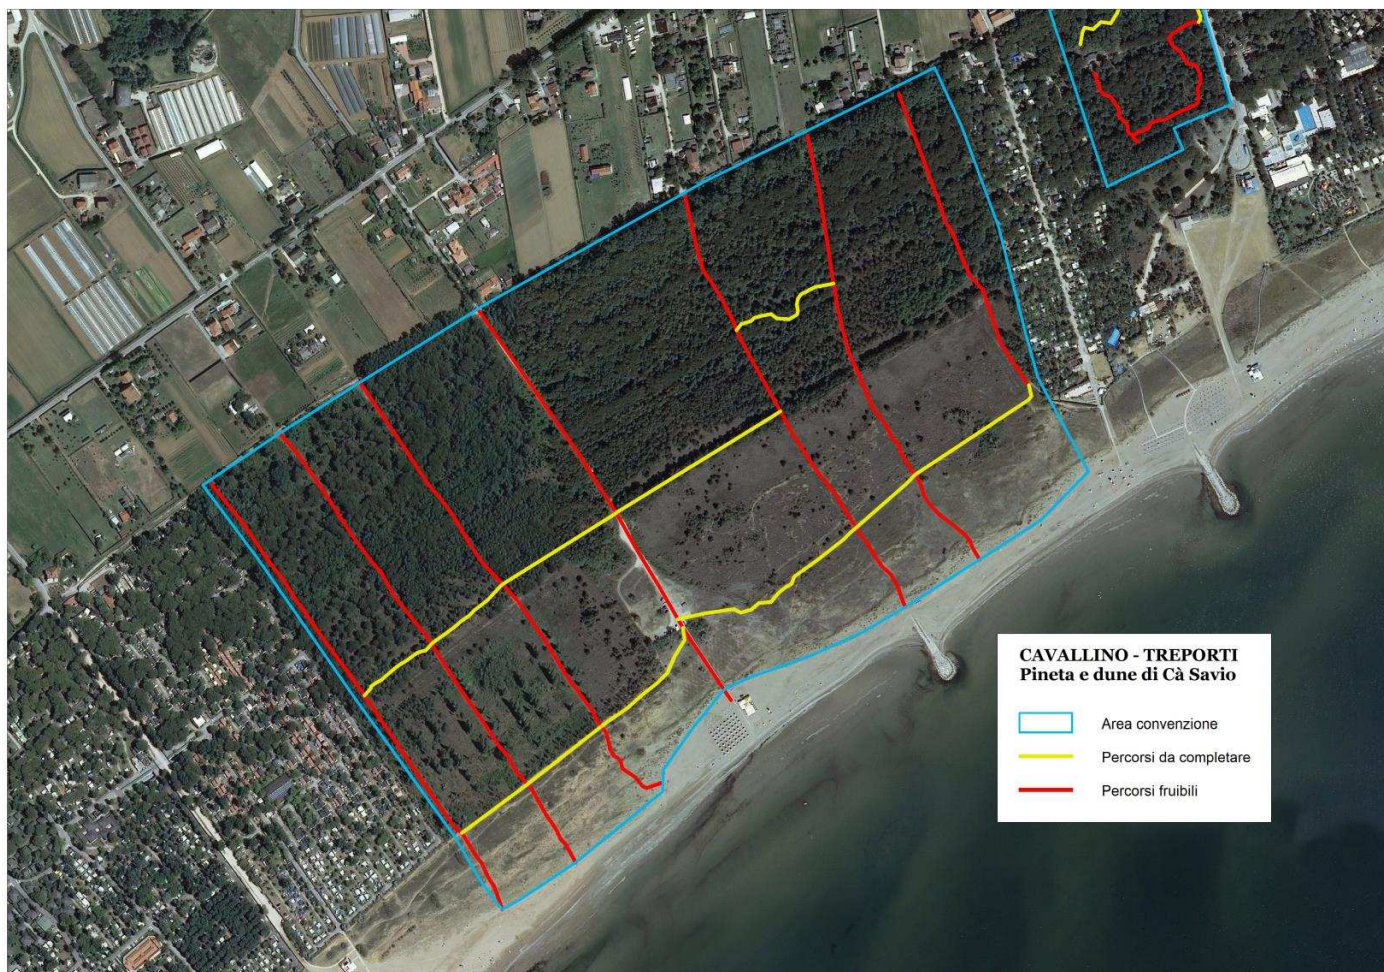 CAVALLINO - TREPORTI
Pineta e dune di Cà Savio
Area convenzione
Percorsi da completare
Percorsi fruibili